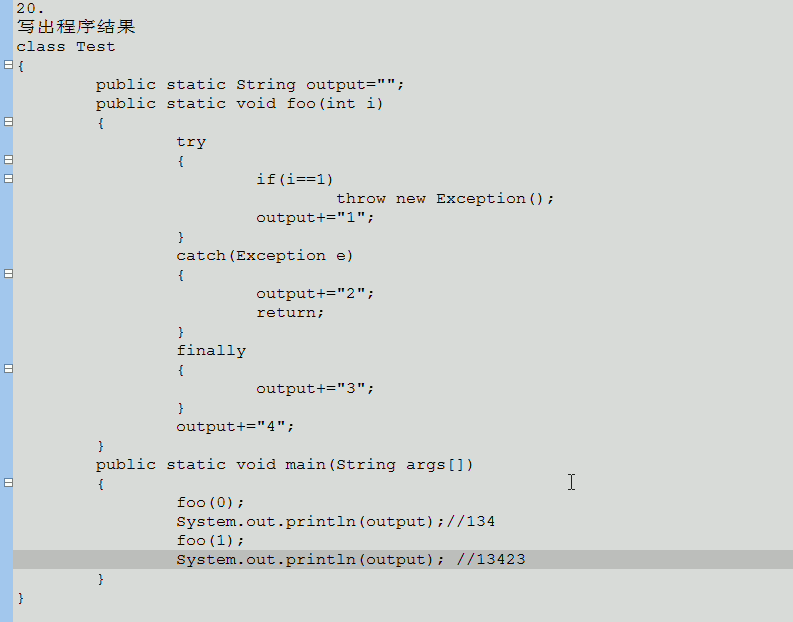 20.
写出程序结果
class Test
{
public static String output="";
public static void foo(int i)
{
try
{
if(i==1)
throw new Exception();
output+="1";
}
catch(Exception e)
{
output+="2";
return;
}
finally
{
output+="3";
}
output+="4";
}
public static void main(String args[])
{
foo(0);
System.out.println(output);//134
foo(1);
System.out.println(output); //13423
}
}